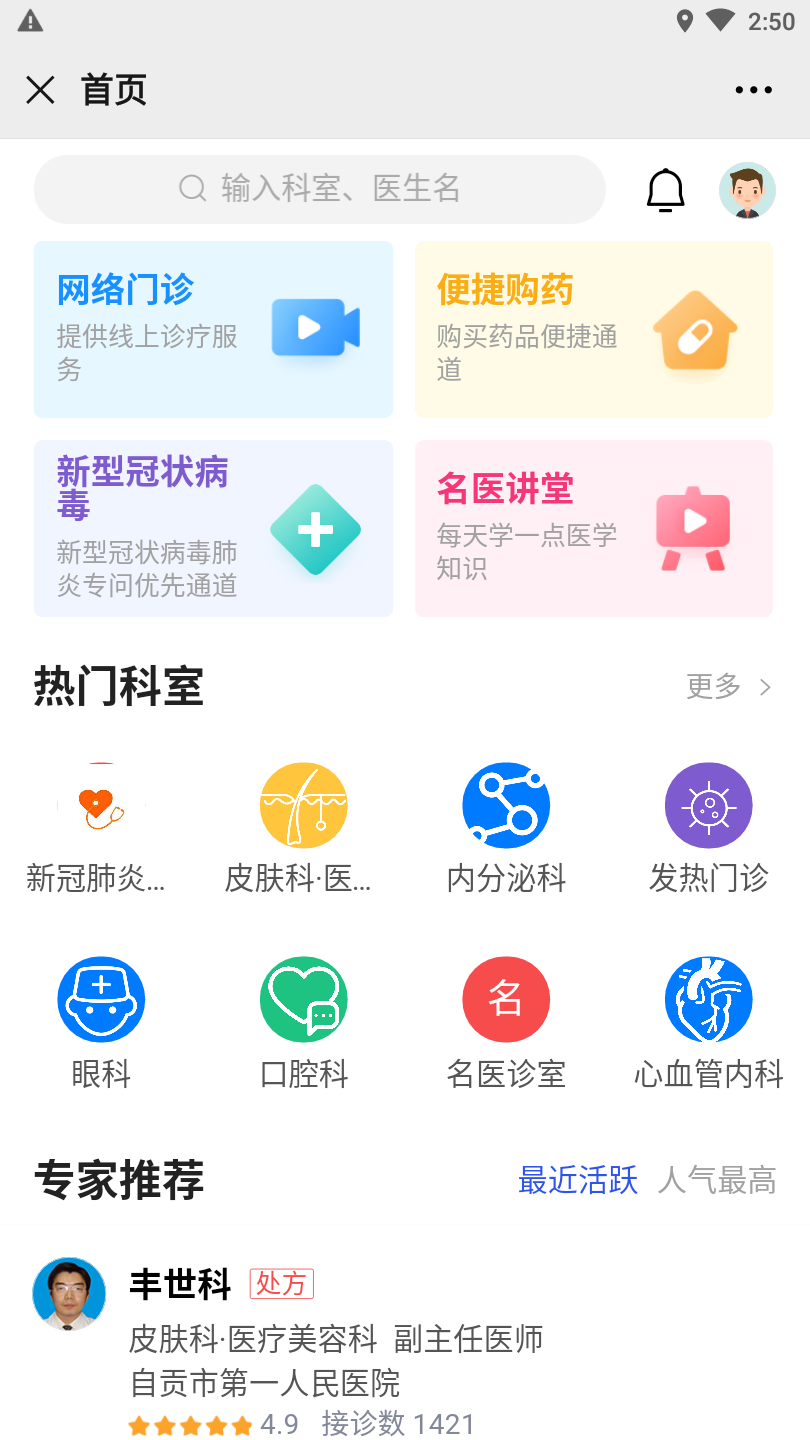 2:50
首页
输入科室、医生名
网络门诊
提供线上诊疗服
务
便捷购药
购买药品便捷通
道
新型冠状病
毒
新型冠状病毒肺
炎专问优先通道
名医讲堂
每天学一点医学
知识
热门科室
更多
新冠肺炎...
皮肤科·医...
内分泌科
发热门诊
名
眼科
口腔科
名医诊室
心血管内科
专家推荐
最近活跃 人气最高
丰世科 处方
皮肤科·医疗美容科 副主任医师
自贡市第一人民医院
4.9 接诊数 1421